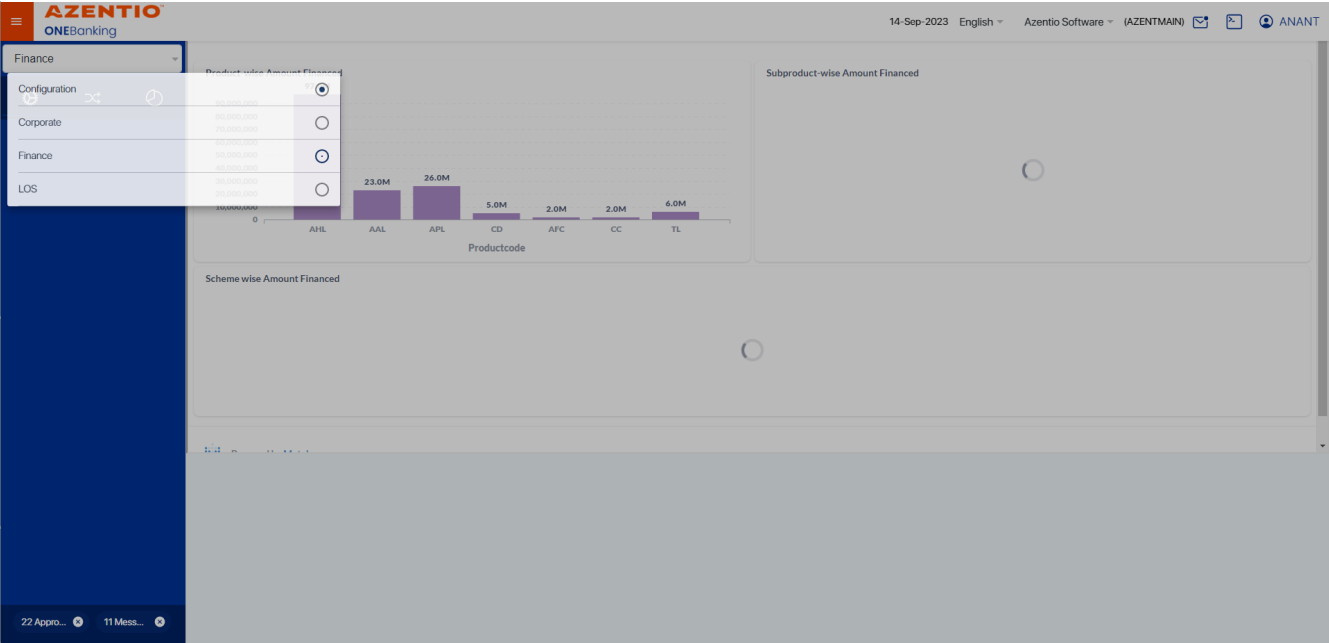 AZENTIO
ONEBanking
14-Sep-2023 English Azentio Software (AZENTMAIN) ANANT
Finance
Configuration
Corporate
Finance
LOS
Product-wise Amount Financed
23.0M
26.0M
5.0M
2.0M
2.0M
6.0M
10,000,000
0
AHL AAL APL CD AFC CC TL
Productcode
Subproduct-wise Amount Financed
Scheme wise Amount Financed
22 Appro... 11 Mess...